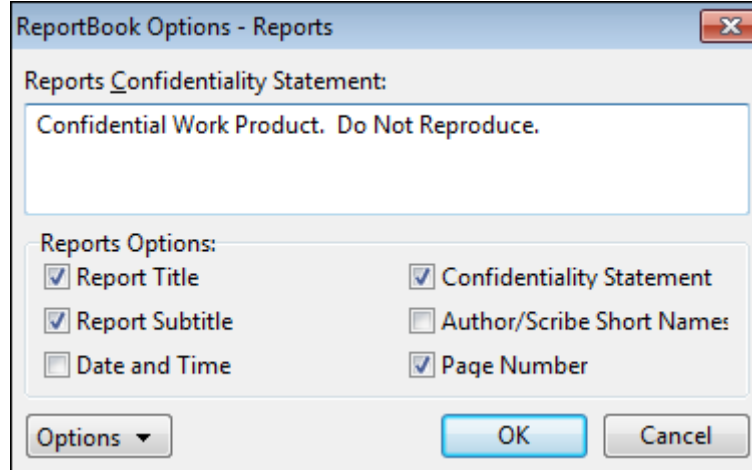 ReportBook Options - Reports
Reports Confidentiality Statement:
Confidential Work Product.  Do Not Reproduce.
Reports Options:
Report Title
Confidentiality Statement
Report Subtitle
Author/Scribe Short Names
Date and Time
Page Number
Options
OK
Cancel